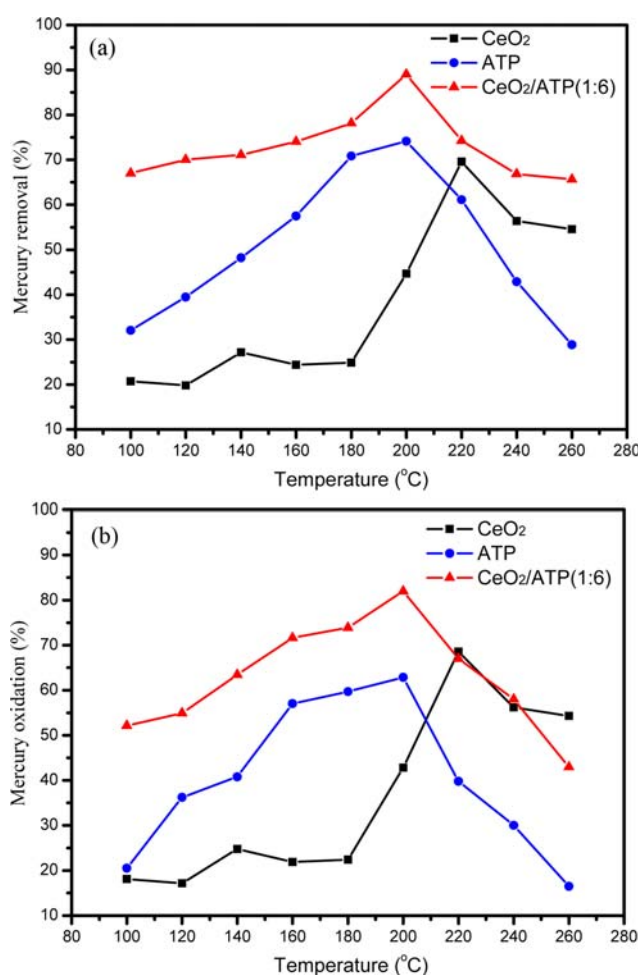 (a)
CeO₂
ATP
CeO₂/ATP(1:6)
Mercury removal (%)
100
90
80
70
60
50
40
30
20
10
80 100 120 140 160 180 200 220 240 260 280
Temperature (°C)
(b)
CeO₂
ATP
CeO₂/ATP(1:6)
Mercury oxidation (%)
100
90
80
70
60
50
40
30
20
10
80 100 120 140 160 180 200 220 240 260 280
Temperature (°C)